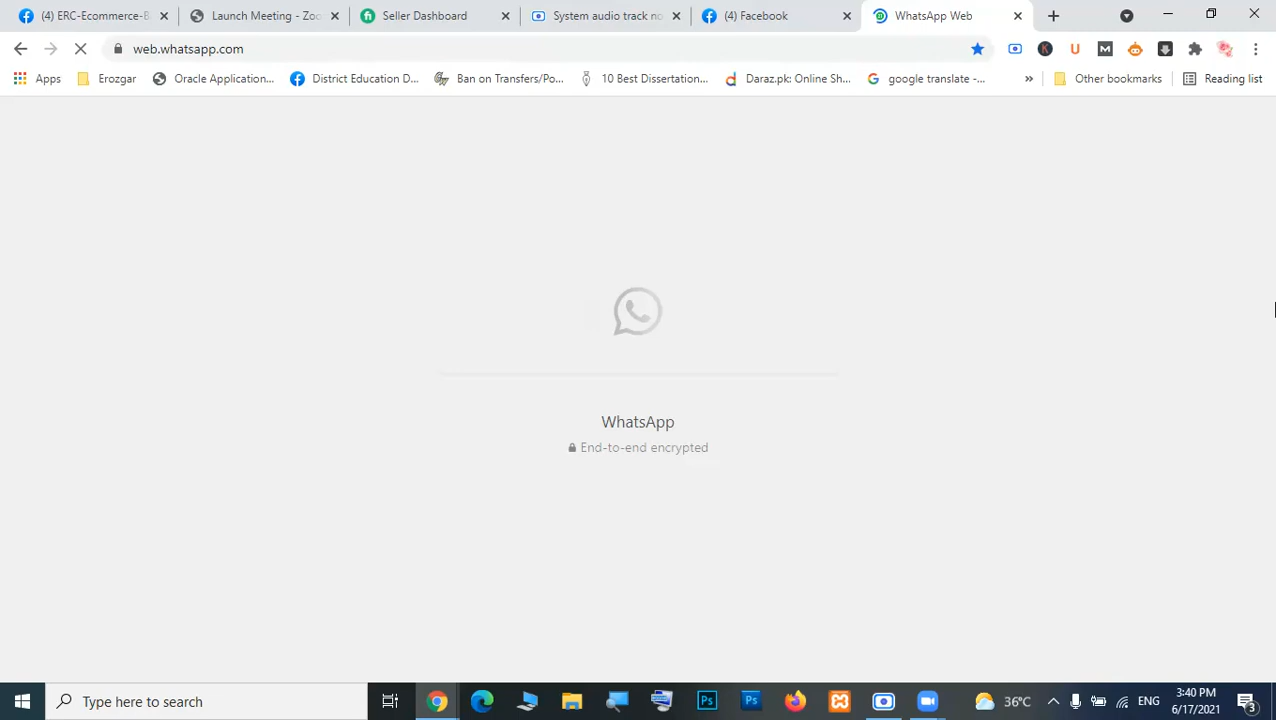 (4) ERC-Ecommerce-B
Launch Meeting - Zoo
Seller Dashboard
System audio track no
(4) Facebook
WhatsApp Web
web.whatsapp.com
Apps
Erozgar
Oracle Application...
District Education D...
Ban on Transfers/Po...
10 Best Dissertation...
Daraz.pk: Online Sh...
google translate -...
»
Other bookmarks
Reading list
WhatsApp
End-to-end encrypted
Type here to search
36°C
ENG
3:40 PM
6/17/2021
3